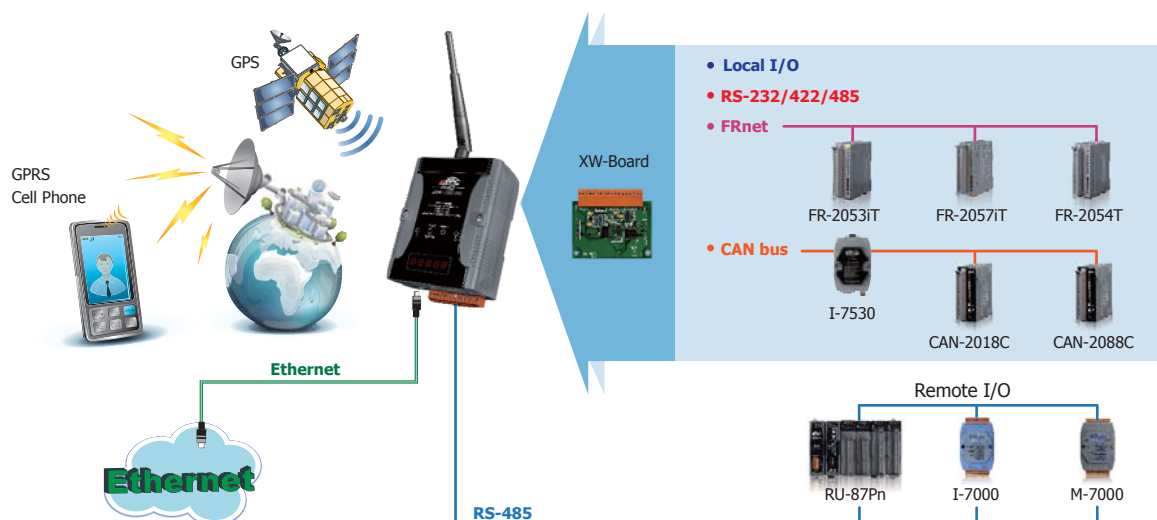 GPS
GPRS
Cell Phone
XW-Board
• Local I/O
• RS-232/422/485
• FRnet
FR-2053iT
FR-2057iT
FR-2054T
• CAN bus
I-7530
CAN-2018C
CAN-2088C
Ethernet
Remote I/O
Ethernet
RU-87Pn
I-7000
M-7000
RS-485